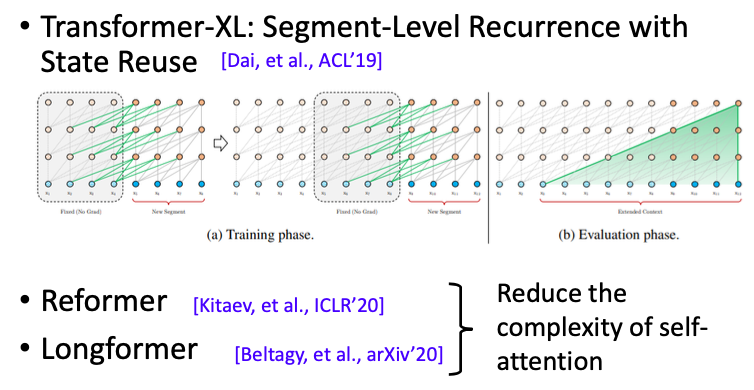 • Transformer-XL: Segment-Level Recurrence with
State Reuse [Dai, et al., ACL’19]
Fixed (No Grad)
New Segment
Fixed (No Grad)
New Segment
Extended Context
(a) Training phase.
(b) Evaluation phase.
• Reformer [Kitaev, et al., ICLR’20]
• Longformer [Beltagy, et al., arXiv’20]
Reduce the
complexity of self-
attention